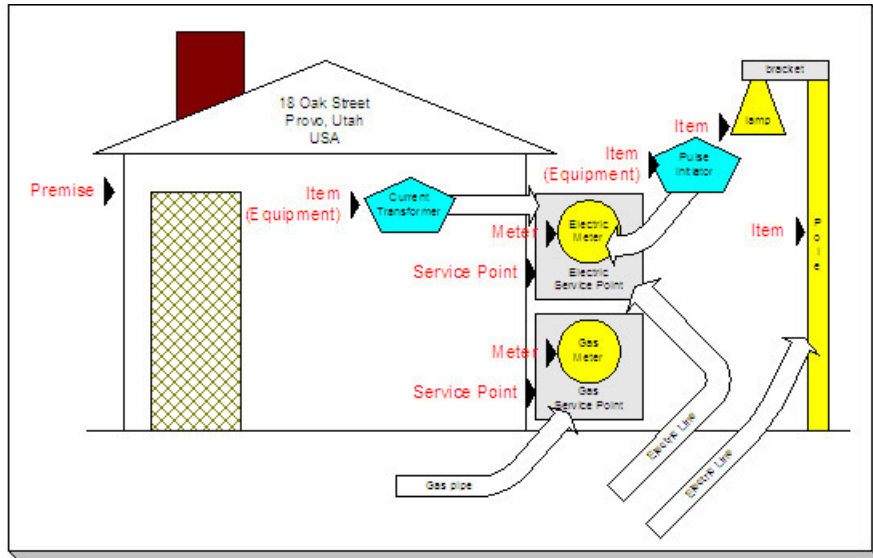 bracket
18 Oak Street
Provo, Utah
USA
Item
lamp
Item
(Equipment)
Pulse
Initiator
Premise
Item
(Equipment)
Current
Transformer
Meter
Electric
Meter
Item
Pole
Service Point
Electric
Service Point
Meter
Gas
Meter
Service Point
Gas
Service Point
Electric Line
Electric Line
Gas pipe